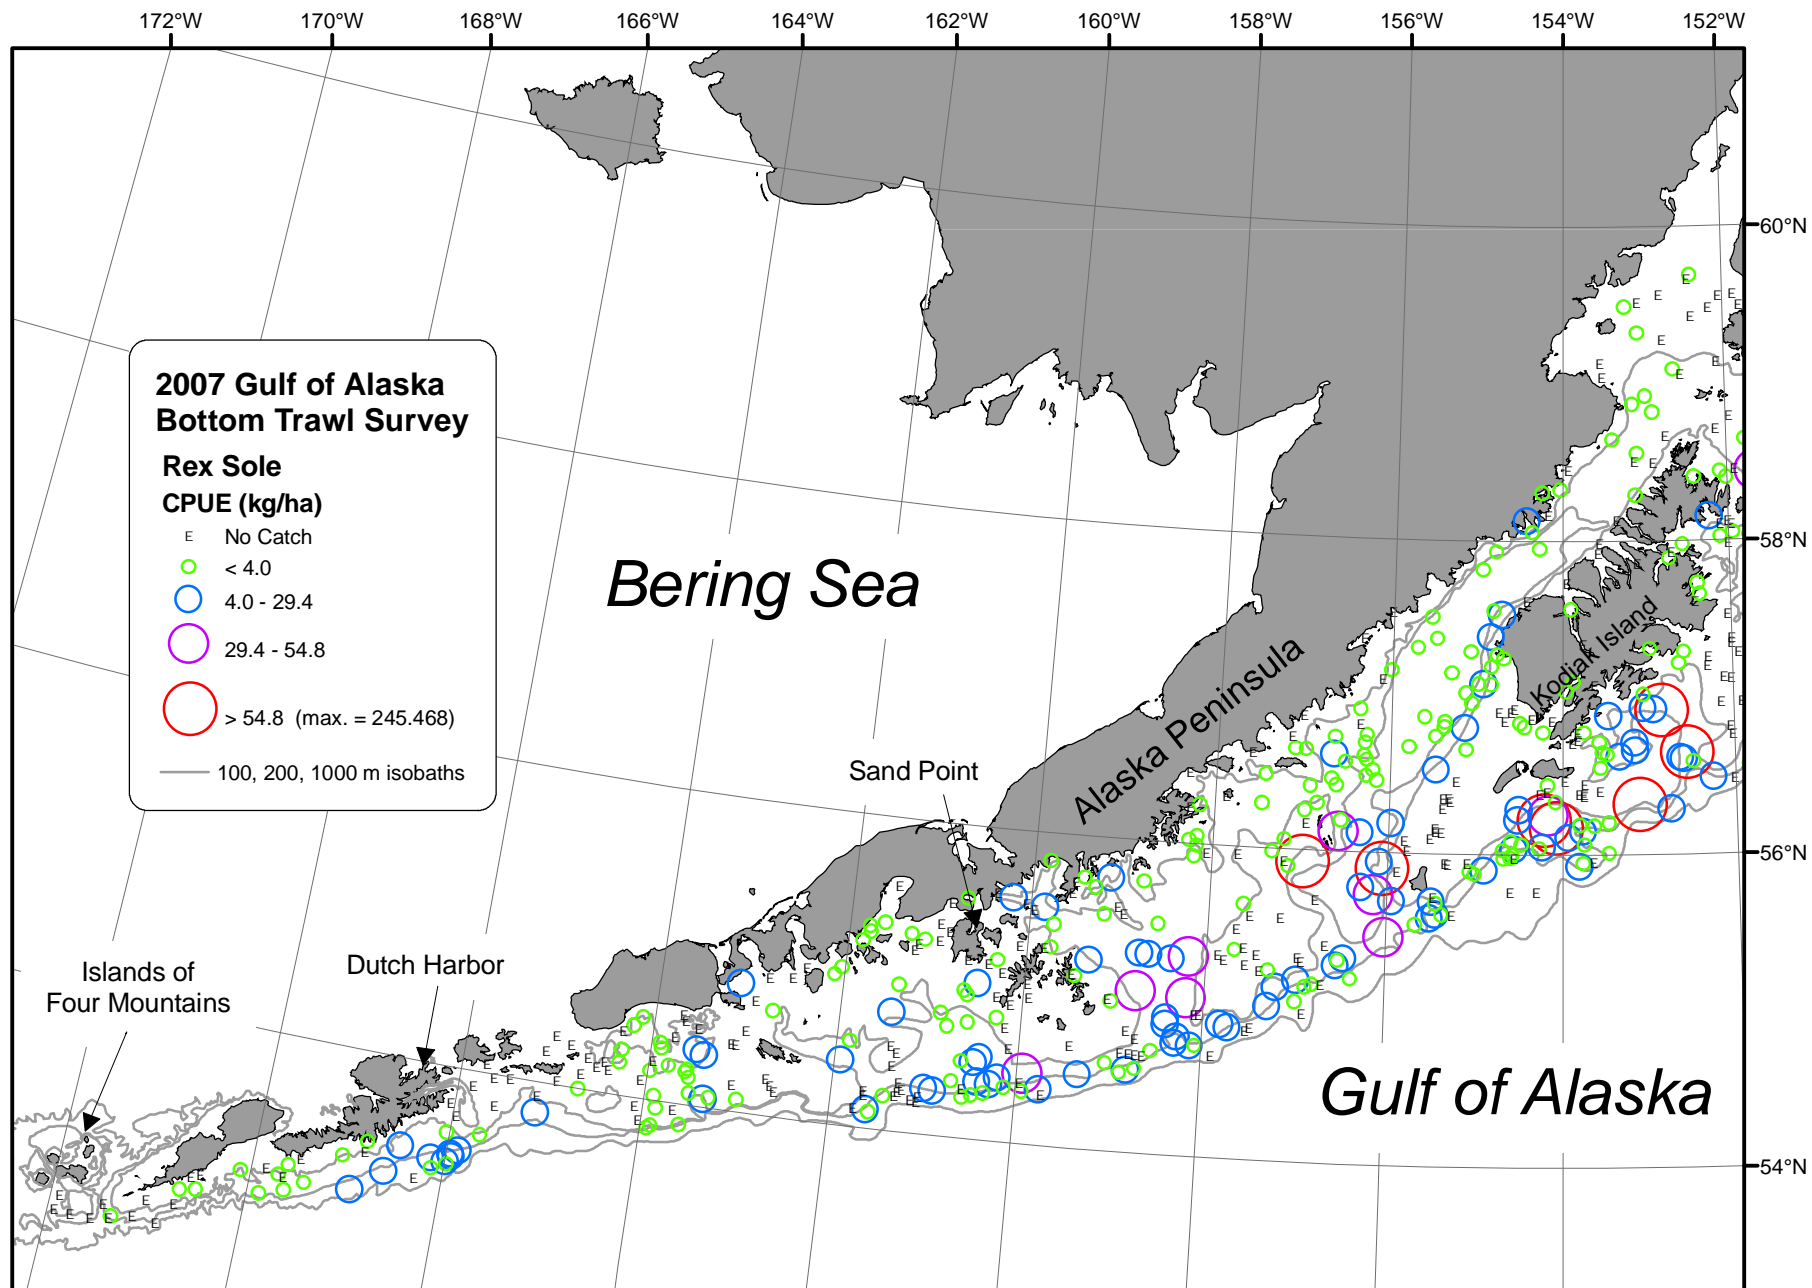 172°W 170°W 168°W 166°W 164°W 162°W 160°W 158°W 156°W 154°W 152°W
60°N
58°N
56°N
54°N
2007 Gulf of Alaska
Bottom Trawl Survey
Rex Sole
CPUE (kg/ha)
E No Catch
< 4.0
4.0 - 29.4
29.4 - 54.8
> 54.8 (max. = 245.468)
100, 200, 1000 m isobaths
Bering Sea
Alaska Peninsula
Kodiak Island
Sand Point
Dutch Harbor
Islands of
Four Mountains
Gulf of Alaska